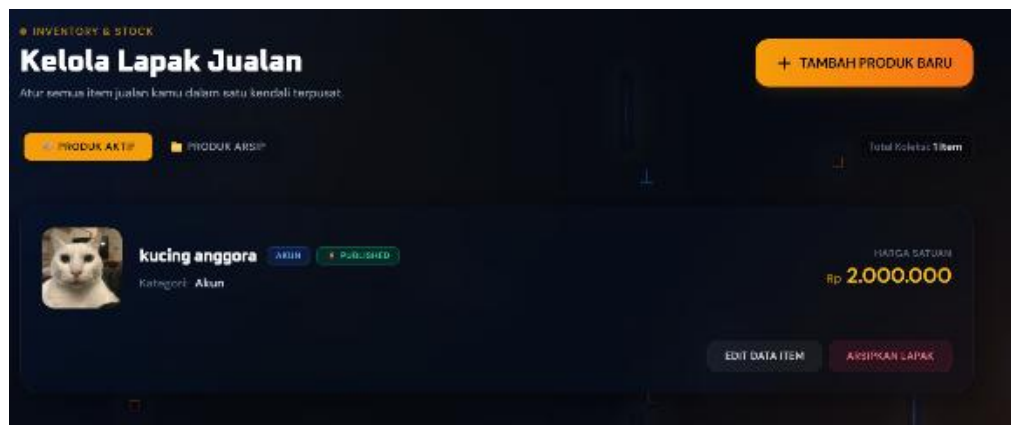 INVENTORY & STOCK
Kelola Lapak Jualan
+ TAMBAH PRODUK BARU
Atur semua item jualan kamu dalam satu kendali terpusat.
PRODUK AKTIF
PRODUK ARSIP
Total Koleksi: 1 Item
kucing anggora AKUN PUBLISHED
Kategori: Akun
HARGA SATUAN
Rp 2.000.000
EDIT DATA ITEM
ARSIPKAN LAPAK